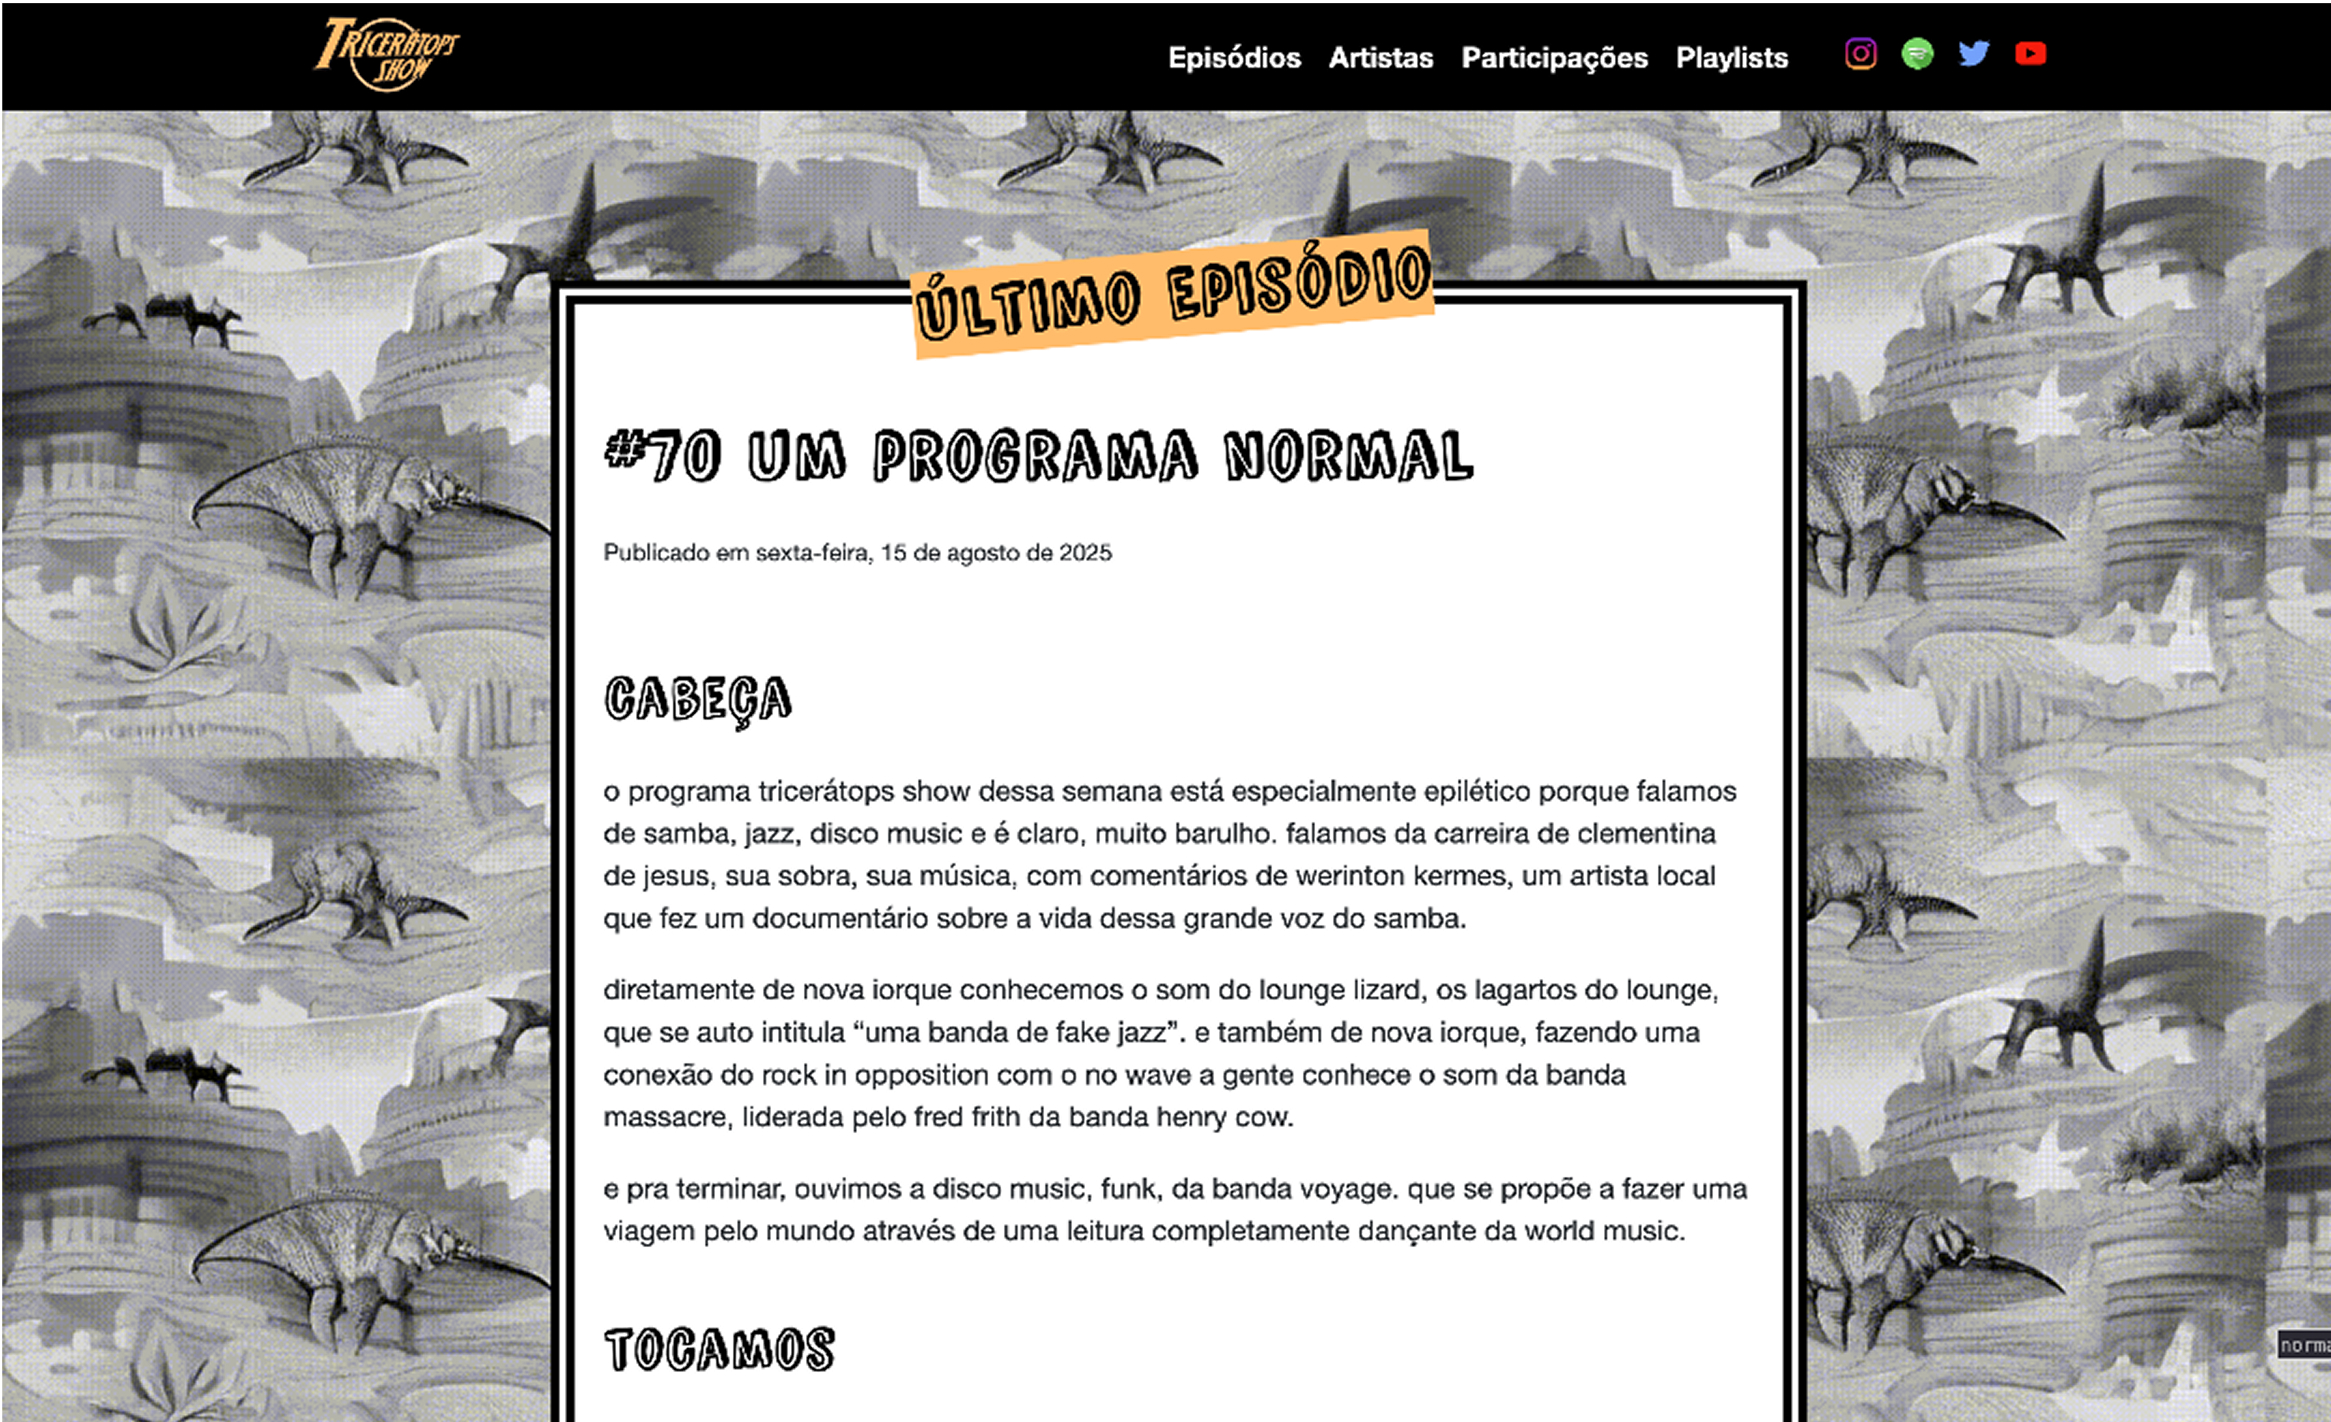 TRICERÁTOPS
SHOW
Episódios Artistas Participações Playlists
ÚLTIMO EPISÓDIO
#70 UM PROGRAMA NORMAL
Publicado em sexta-feira, 15 de agosto de 2025
CABEÇA
o programa tricerátops show dessa semana está especialmente epilético porque falamos
de samba, jazz, disco music e é claro, muito barulho. falamos da carreira de clementina
de jesus, sua sobra, sua música, com comentários de werinton kermes, um artista local
que fez um documentário sobre a vida dessa grande voz do samba.
diretamente de nova iorque conhecemos o som do lounge lizard, os lagartos do lounge,
que se auto intitula “uma banda de fake jazz”. e também de nova iorque, fazendo uma
conexão do rock in opposition com o no wave a gente conhece o som da banda
massacre, liderada pelo fred frith da banda henry cow.
e pra terminar, ouvimos a disco music, funk, da banda voyage. que se propõe a fazer uma
viagem pelo mundo através de uma leitura completamente dançante da world music.
TOCAMOS
norma